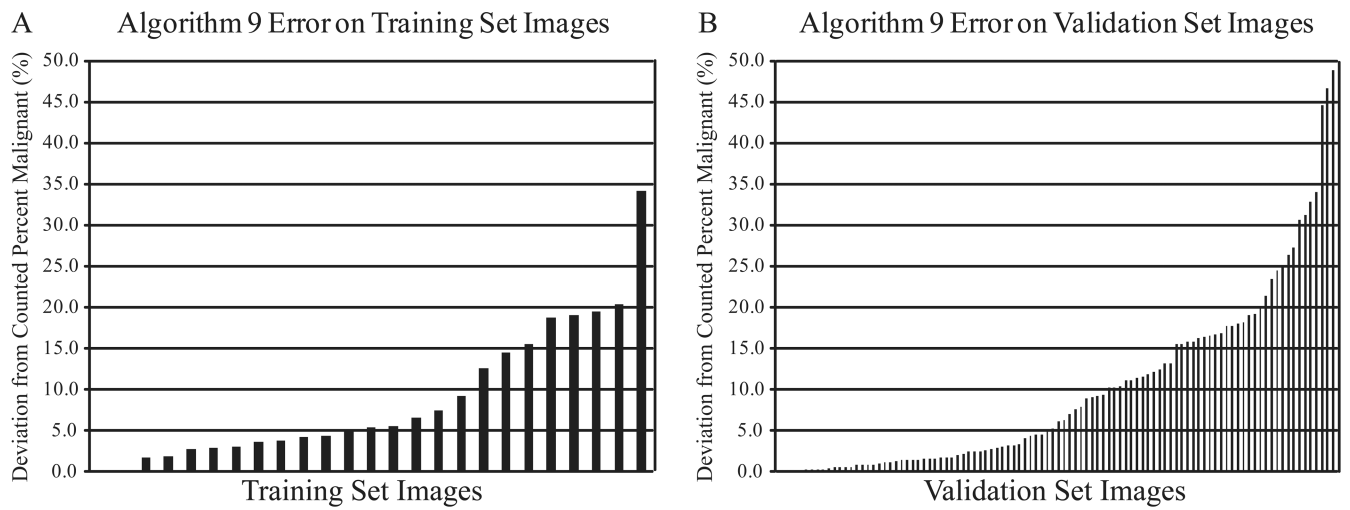 A
Algorithm 9 Error on Training Set Images
Deviation from Counted Percent Malignant (%)
50.0
45.0
40.0
35.0
30.0
25.0
20.0
15.0
10.0
5.0
0.0
Training Set Images
B
Algorithm 9 Error on Validation Set Images
Deviation from Counted Percent Malignant (%)
50.0
45.0
40.0
35.0
30.0
25.0
20.0
15.0
10.0
5.0
0.0
Validation Set Images